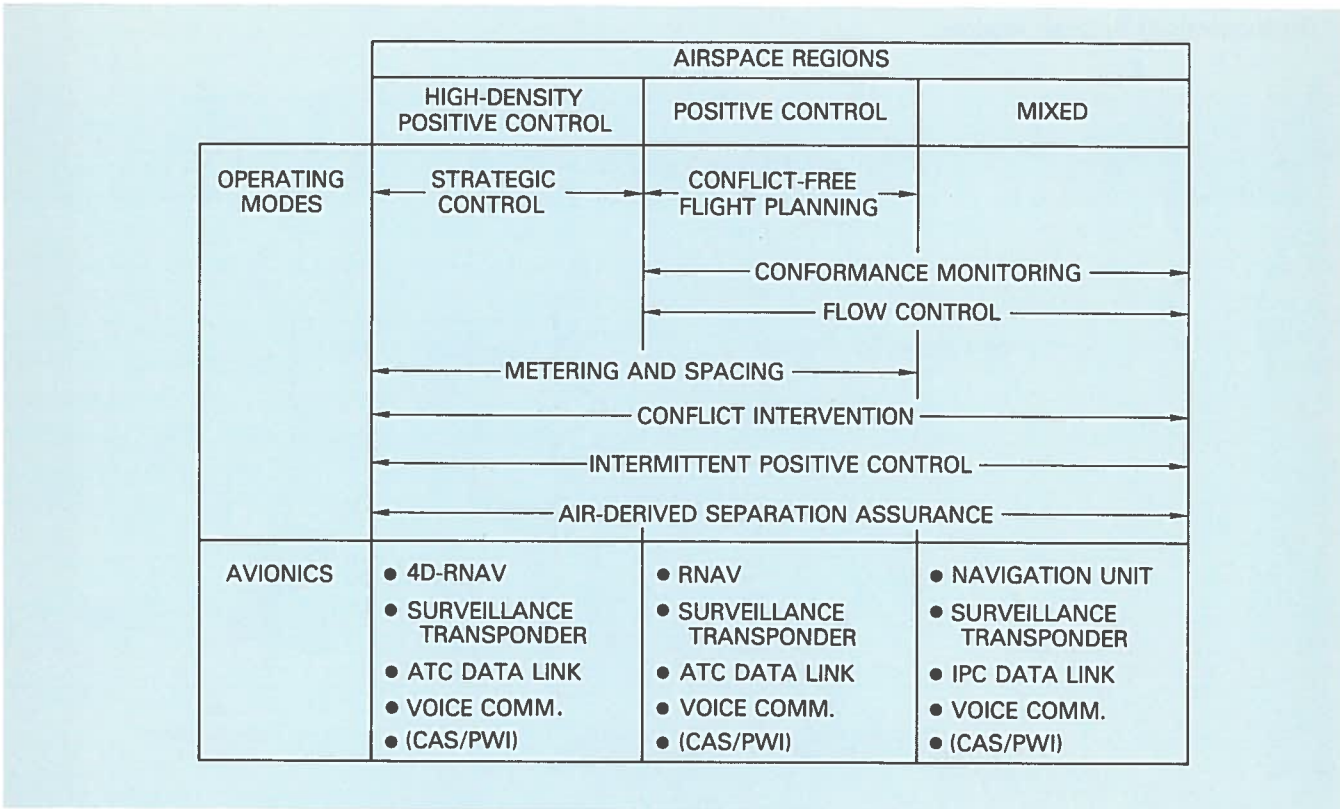 AIRSPACE REGIONS
HIGH-DENSITY
POSITIVE CONTROL
POSITIVE CONTROL
MIXED
OPERATING
MODES
STRATEGIC
CONTROL
CONFLICT-FREE
FLIGHT PLANNING
CONFORMANCE MONITORING
FLOW CONTROL
METERING AND SPACING
CONFLICT INTERVENTION
INTERMITTENT POSITIVE CONTROL
AIR-DERIVED SEPARATION ASSURANCE
AVIONICS
● 4D-RNAV
● SURVEILLANCE
TRANSPONDER
● ATC DATA LINK
● VOICE COMM.
● (CAS/PWI)
● RNAV
● SURVEILLANCE
TRANSPONDER
● ATC DATA LINK
● VOICE COMM.
● (CAS/PWI)
● NAVIGATION UNIT
● SURVEILLANCE
TRANSPONDER
● IPC DATA LINK
● VOICE COMM.
● (CAS/PWI)